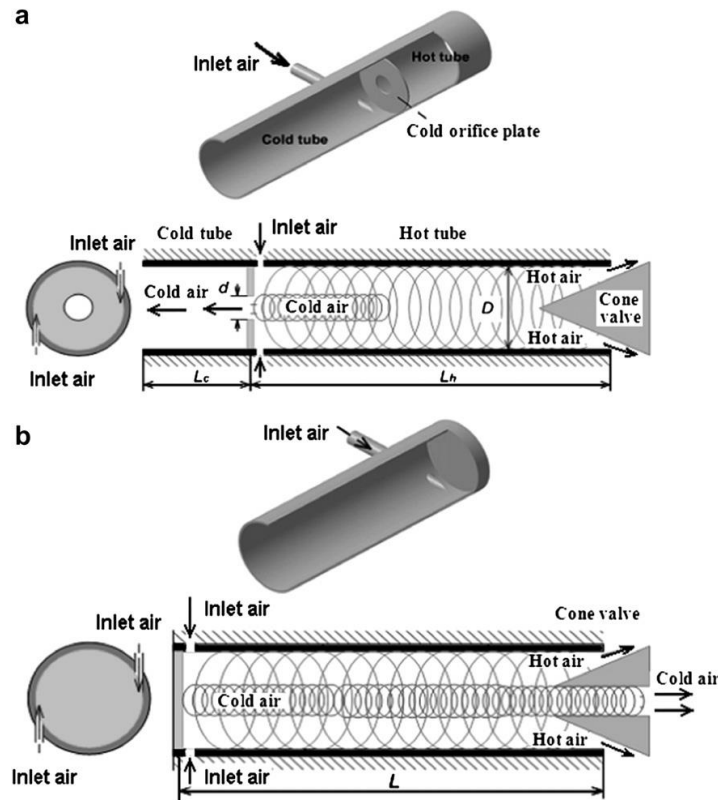 a
Inlet air
Hot tube
Cold orifice plate
Cold tube
Inlet air
Cold tube
Hot tube
Inlet air
Hot air
Cold air
d
Cold air
D
Cone
valve
Hot air
Inlet air
Lc
Lh
b
Inlet air
Inlet air
Cone valve
Inlet air
Hot air
Cold air
Cold air
Hot air
Inlet air
Inlet air
L